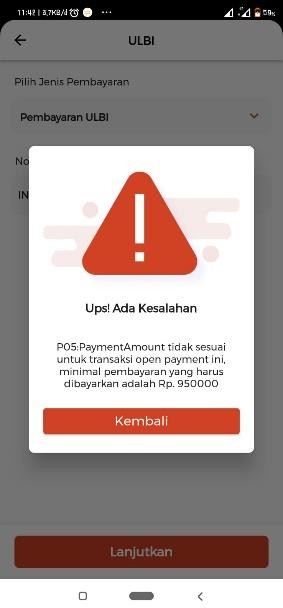 11:42 | 3,7KB/d ... 59%
ULBI
Pilih Jenis Pembayaran
Pembayaran ULBI
No
IN
Ups! Ada Kesalahan
P05:PaymentAmount tidak sesuai
untuk transaksi open payment ini,
minimal pembayaran yang harus
dibayarkan adalah Rp. 950000
Kembali
Lanjutkan